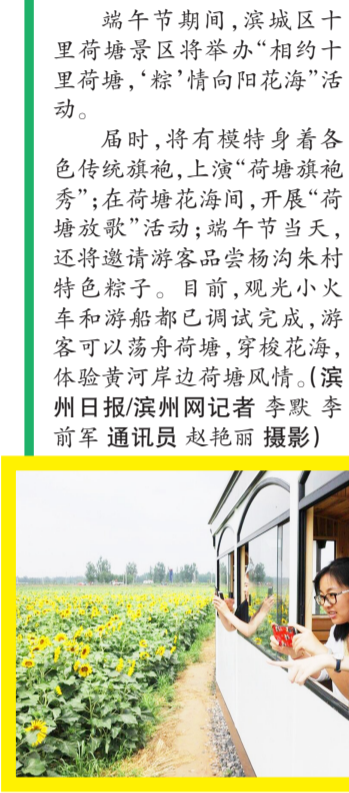 端午节期间，滨城区十
里荷塘景区将举办“相约十
里荷塘，‘粽’情向阳花海”活
动。
届时，将有模特身着各
色传统旗袍，上演“荷塘旗袍
秀”；在荷塘花海间，开展“荷
塘放歌”活动；端午节当天，
还将邀请游客品尝杨沟朱村
特色粽子。目前，观光小火
车和游船都已调试完成，游
客可以荡舟荷塘，穿梭花海，
体验黄河岸边荷塘风情。（滨
州日报/滨州网记者 李默 李
前军 通讯员 赵艳丽 摄影）